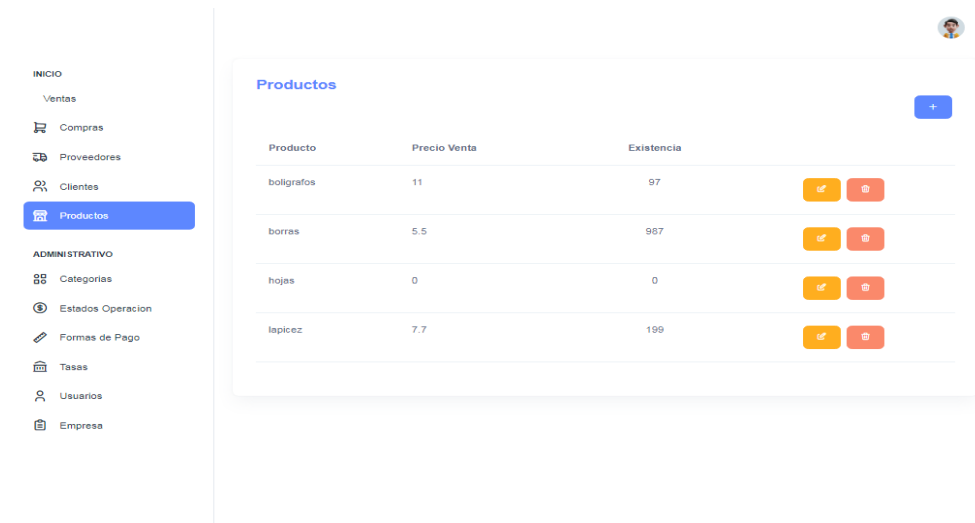 INICIO
Ventas
Compras
Proveedores
Clientes
Productos
ADMINISTRATIVO
Categorias
Estados Operacion
Formas de Pago
Tasas
Usuarios
Empresa
Productos
+
Producto Precio Venta Existencia
boligrafos 11 97
borras 5.5 987
hojas 0 0
lapicez 7.7 199